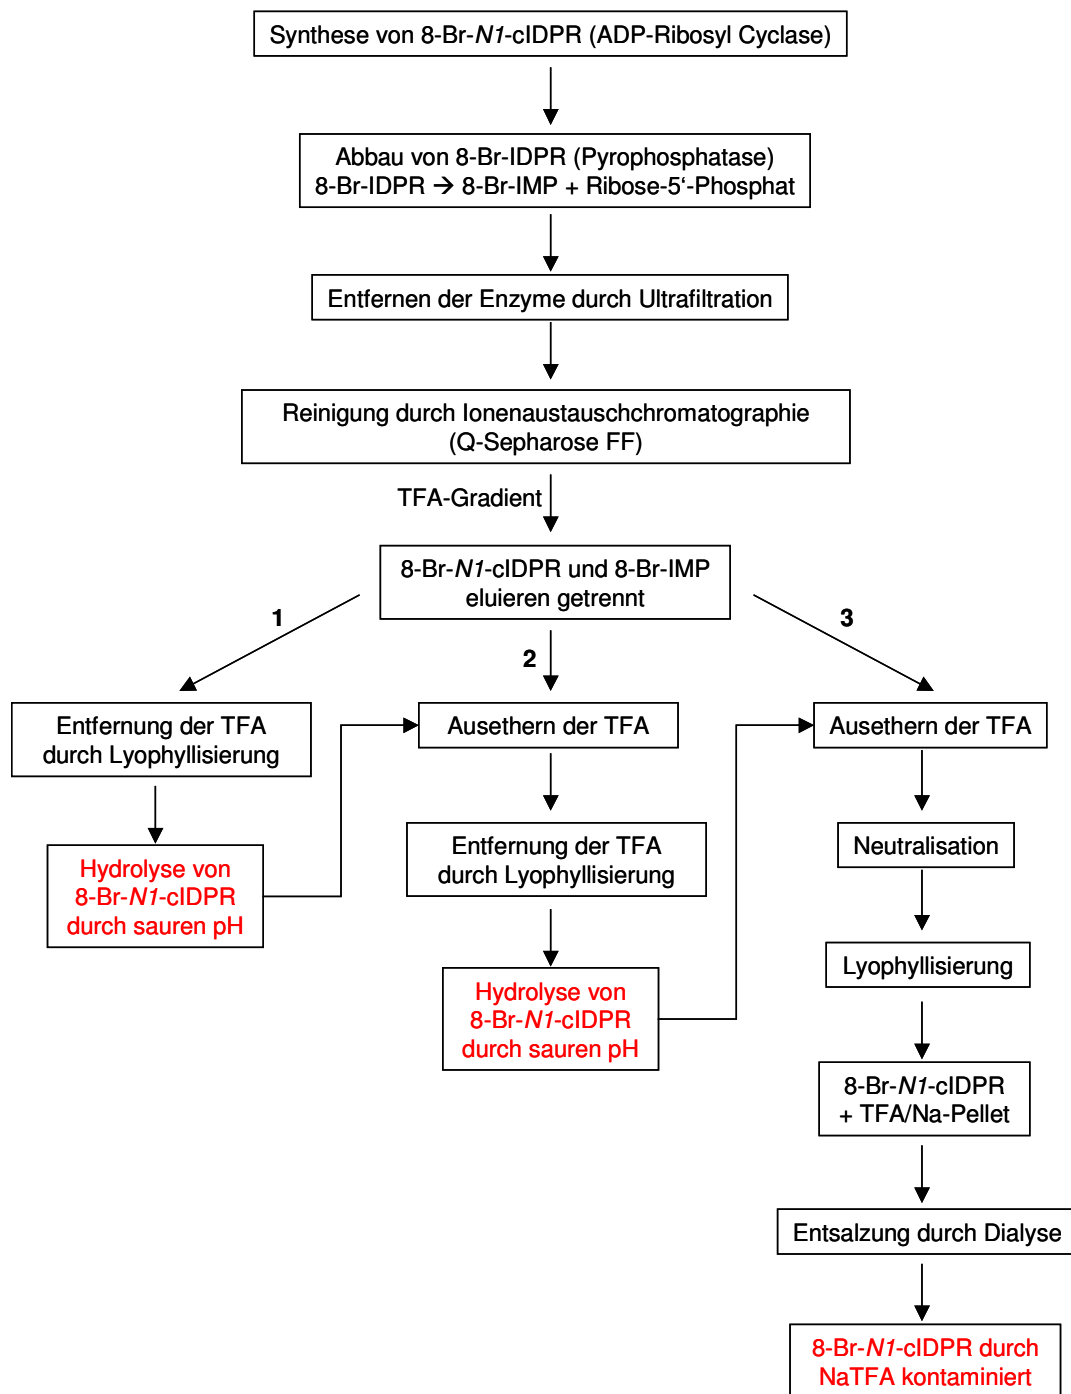 Synthese von 8-Br-N1-cIDPR (ADP-Ribosyl Cyclase)
Abbau von 8-Br-IDPR (Pyrophosphatase)
8-Br-IDPR → 8-Br-IMP + Ribose-5‘-Phosphat
Entfernen der Enzyme durch Ultrafiltration
Reinigung durch Ionenaustauschchromatographie
(Q-Sepharose FF)
TFA-Gradient
8-Br-N1-cIDPR und 8-Br-IMP
eluieren getrennt
1
2
3
Entfernung der TFA
durch Lyophyllisierung
Hydrolyse von
8-Br-N1-cIDPR
durch sauren pH
Ausethern der TFA
Entfernung der TFA
durch Lyophyllisierung
Hydrolyse von
8-Br-N1-cIDPR
durch sauren pH
Ausethern der TFA
Neutralisation
Lyophyllisierung
8-Br-N1-cIDPR
+ TFA/Na-Pellet
Entsalzung durch Dialyse
8-Br-N1-cIDPR durch
NaTFA kontaminiert